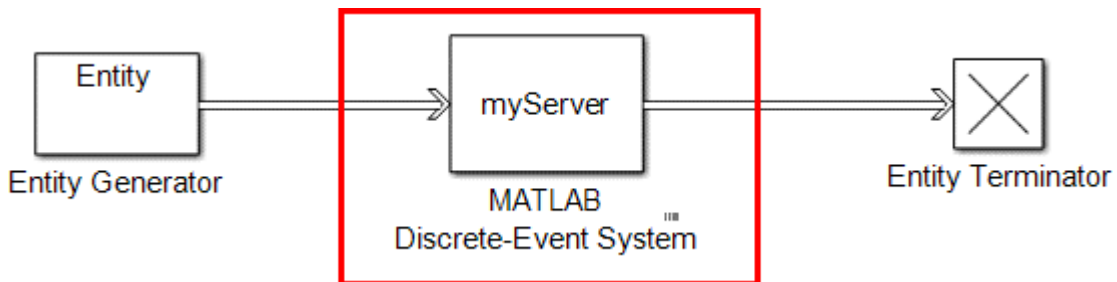 Entity
Entity Generator
myServer
MATLAB
Discrete-Event System
Entity Terminator